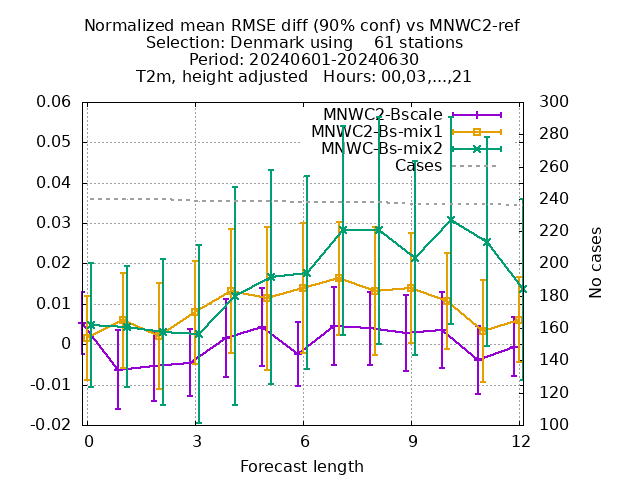 Normalized mean RMSE diff (90% conf) vs MNWC2-ref
Selection: Denmark using 61 stations
Period: 20240601-20240630
T2m, height adjusted Hours: 00,03,...,21
0.06
0.05
0.04
0.03
0.02
0.01
0
-0.01
-0.02
MNWC2-Bscale
MNWC2-Bs-mix1
MNWC-Bs-mix2
Cases
300
280
260
240
220
200
180
160
140
120
100
No cases
0 3 6 9 12
Forecast length